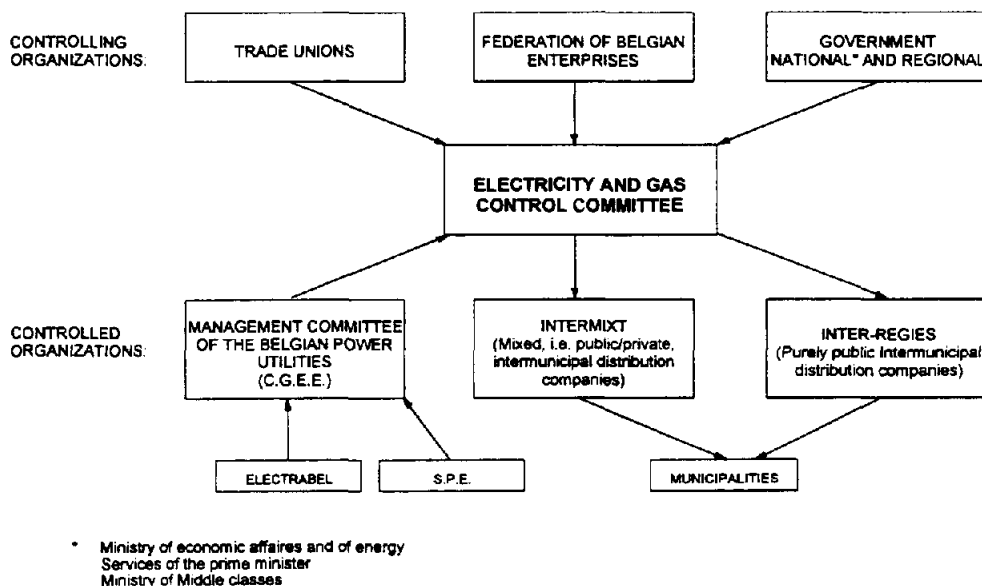 CONTROLLING
ORGANIZATIONS:
TRADE UNIONS
FEDERATION OF BELGIAN
ENTERPRISES
GOVERNMENT
NATIONAL* AND REGIONAL
ELECTRICITY AND GAS
CONTROL COMMITTEE
CONTROLLED
ORGANIZATIONS:
MANAGEMENT COMMITTEE
OF THE BELGIAN POWER
UTILITIES
(C.G.E.E.)
INTERMIXT
(Mixed, i.e. public/private,
intermunicipal distribution
companies)
INTER-REGIES
(Purely public Intermunicipal
distribution companies)
ELECTRABEL
S.P.E.
MUNICIPALITIES
* Ministry of economic affaires and of energy
Services of the prime minister
Ministry of Middle classes